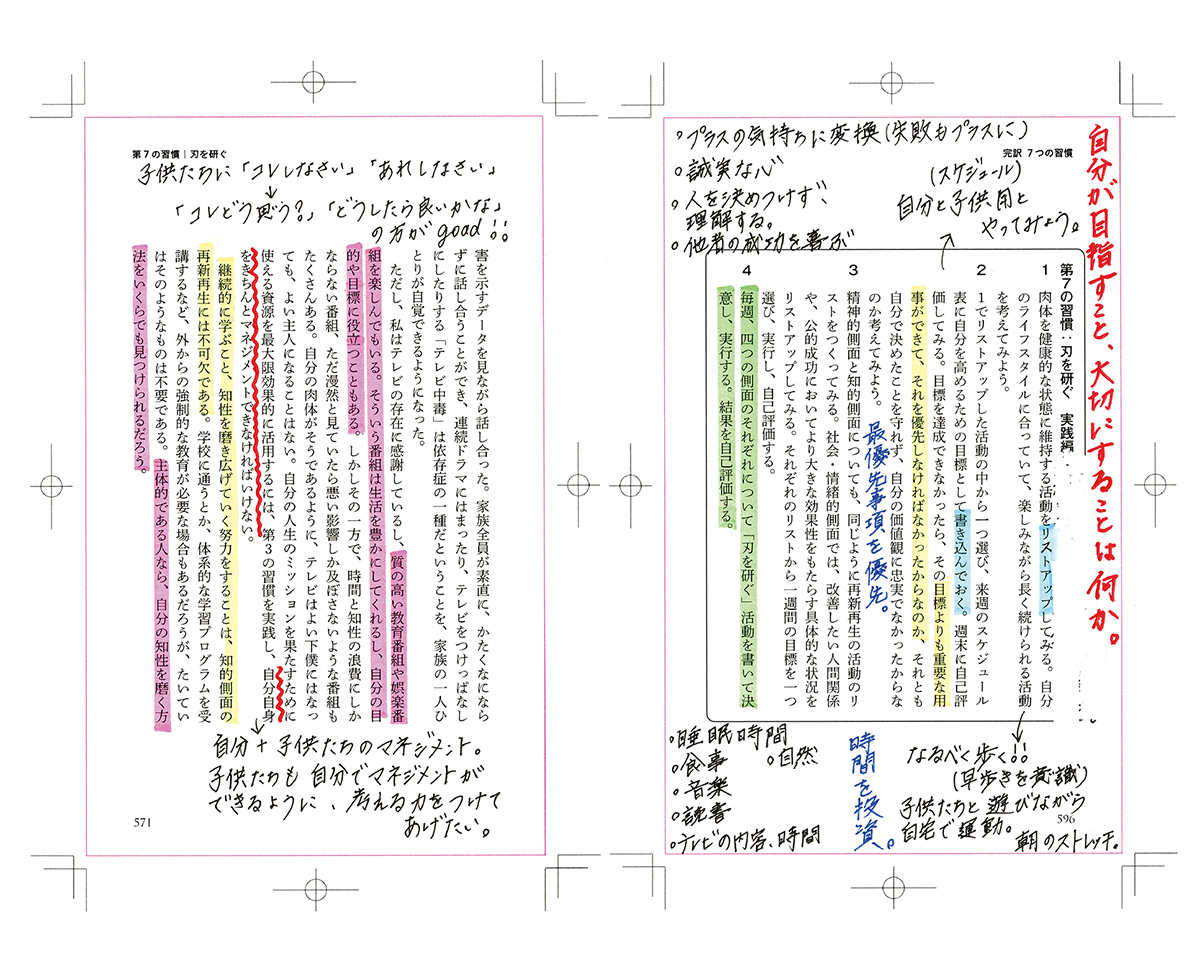 第7の習慣｜刃を研ぐ
子供たちに「コレしなさい」「あれしなさい」
↓
「コレどう思う?」「どうしたら良いかな」
の方がgood!!
害を示すデータを見ながら話し合った。家族全員が素直に、かたくなになら
ずに話し合うことができ、連続ドラマにはまったり、テレビをつけっぱなし
にしたりする「テレビ中毒」は依存症の一種だということを、家族の一人ひ
とりが自覚できるようになった。
ただし、私はテレビの存在に感謝しているし、質の高い教育番組や娯楽番
組を楽しんでもいる。そういう番組は生活を豊かにしてくれるし、自分の目
的や目標に役立つこともある。しかしその一方で、時間と知性の浪費にしか
ならない番組、ただ漫然と見ていたら悪い影響しか及ぼさないような番組も
たくさんある。自分の肉体がそうであるように、テレビはよい下僕にはなっ
ても、よい主人になることはない。自分の人生のミッションを果たすために
使える資源を最大限効果的に活用するには、第3の習慣を実践し、自分自身
をきちんとマネジメントできなければいけない。
継続的に学ぶこと、知性を磨き広げていく努力をすることは、知的側面の
再新再生には不可欠である。学校に通うとか、体系的な学習プログラムを受
講するなど、外からの強制的な教育が必要な場合もあるだろうが、たいてい
はそのようなものは不要である。主体的である人なら、自分の知性を磨く方
法をいくらでも見つけられるだろう。
自分+子供たちのマネジメント。
子供たちも自分でマネジメントが
できるように、考える力をつけて
あげたい。
571
完訳 7つの習慣
自分が目指すこと、大切にすることは何か。
。プラスの気持ちに変換(失敗もプラスに)
。誠実な心
。人を決めつけず、
理解する。
。他者の成功を喜ぶ
(スケジュール)
自分と子供用と
やってみよう。
第7の習慣:刃を研ぐ 実践編
1 肉体を健康的な状態に維持する活動をリストアップしてみる。自分
のライフスタイルに合っていて、楽しみながら長く続けられる活動
を考えてみよう。
2 1でリストアップした活動の中から一つ選び、来週のスケジュール
表に自分を高めるための目標として書き込んでおく。週末に自己評
価してみる。目標を達成できなかったら、その目標よりも重要な用
事ができて、それを優先しなければならなかったからなのか、それとも
自分で決めたことを守れず、自分の価値観に忠実でなかったからな
のか考えてみよう。
最優先事項を優先。
3 精神的側面と知的側面についても、同じように再新再生の活動のリ
ストをつくってみる。社会・情緒的側面では、改善したい人間関係
や、公的成功においてより大きな効果性をもたらす具体的な状況を
リストアップしてみる。それぞれのリストから一週間の目標を一つ
選び、実行し、自己評価する。
4 毎週、四つの側面のそれぞれについて「刃を研ぐ」活動を書いて決
意し、実行する。結果を自己評価する。
なるべく歩く!!
(早歩きを意識)
子供たちと遊びながら
自宅で運動。
朝のストレッチ。
時間を投資。
。睡眠時間
。食事
。自然
。音楽
。読書
。テレビの内容、時間
596